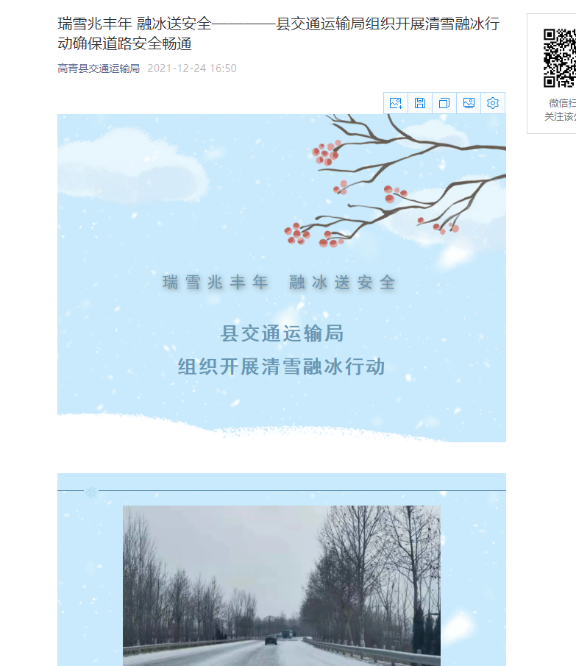 瑞雪兆丰年 融冰送安全————县交通运输局组织开展清雪融冰行
动确保道路安全畅通
高青县交通运输局 2021-12-24 16:50
微信扫
关注该
瑞雪兆丰年 融冰送安全
县交通运输局
组织开展清雪融冰行动